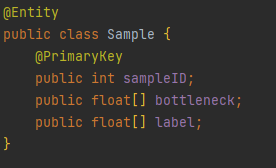 @Entity
public class Sample {
    @PrimaryKey
    public int sampleID;
    public float[] bottleneck;
    public float[] label;
}